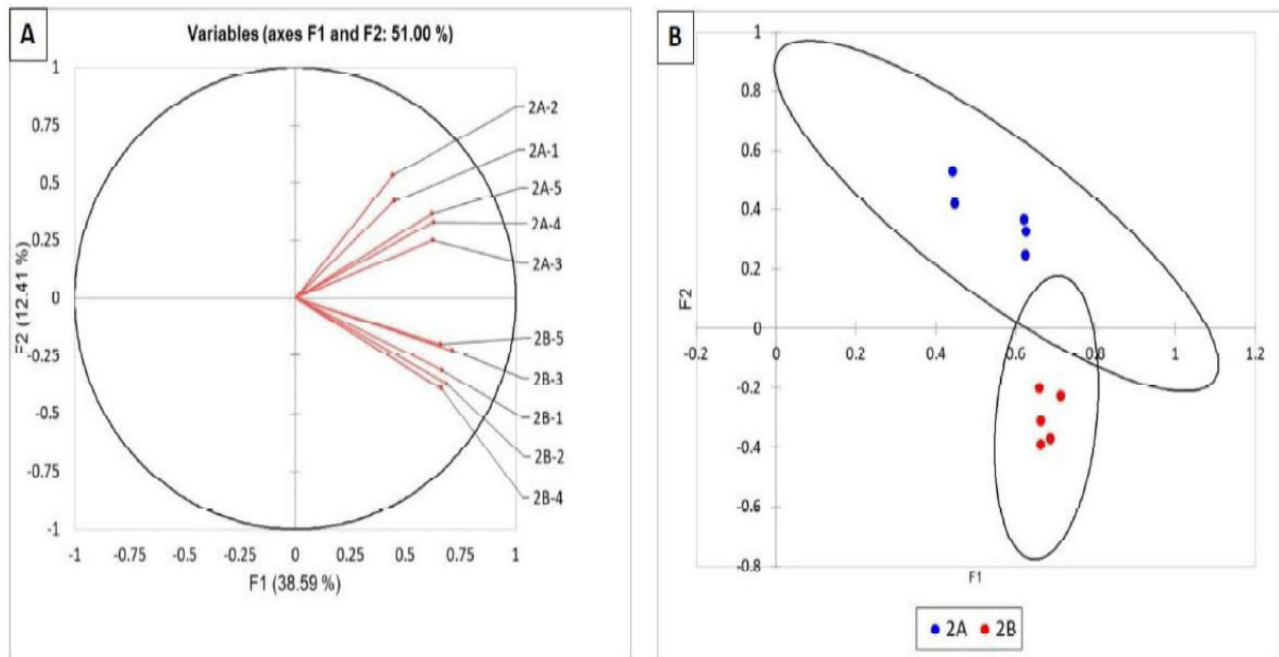 A
Variables (axes F1 and F2: 51.00 %)
1
0.75
0.5
0.25
0
-0.25
-0.5
-0.75
-1
F2 (12.41 %)
2A-2
2A-1
2A-5
2A-4
2A-3
2B-5
2B-3
2B-1
2B-2
2B-4
-1 -0.75 -0.5 -0.25 0 0.25 0.5 0.75 1
F1 (38.59 %)
B
1
0.8
0.6
0.4
0.2
0
-0.2
-0.4
-0.6
-0.8
F2
-0.2 0 0.2 0.4 0.6 0.8 1 1.2
F1
2A 2B